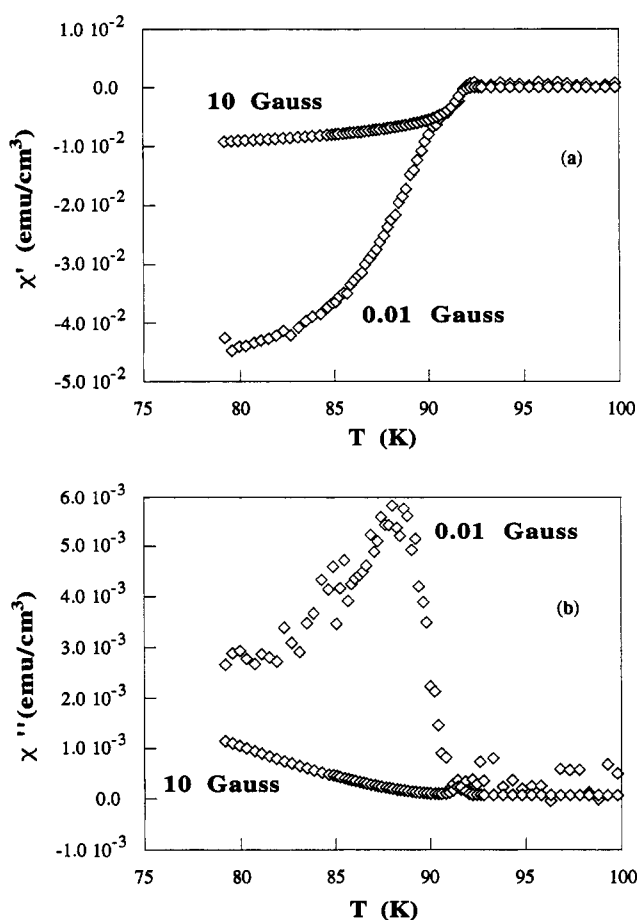 1.0 10⁻²
0.0
-1.0 10⁻²
-2.0 10⁻²
-3.0 10⁻²
-4.0 10⁻²
-5.0 10⁻²
χ' (emu/cm³)
10 Gauss
(a)
0.01 Gauss
75 80 85 90 95 100
T (K)
6.0 10⁻³
5.0 10⁻³
4.0 10⁻³
3.0 10⁻³
2.0 10⁻³
1.0 10⁻³
0.0
-1.0 10⁻³
χ''(emu/cm³)
0.01 Gauss
(b)
10 Gauss
75 80 85 90 95 100
T (K)